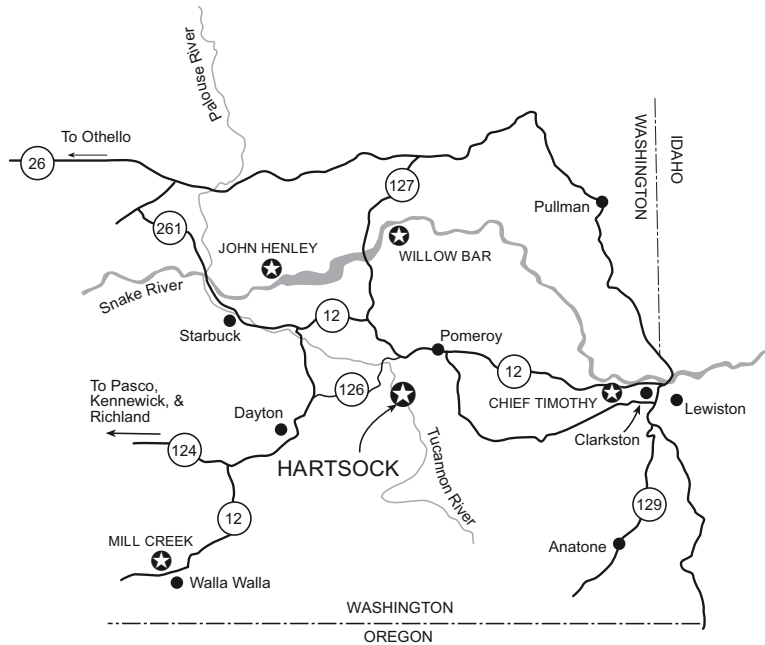 Palouse River
To Othello
26
WASHINGTON
IDAHO
127
Pullman
261
JOHN HENLEY
WILLOW BAR
Snake River
12
Starbuck
Pomeroy
12
To Pasco,
Kennewick, &
Richland
126
CHIEF TIMOTHY
Lewiston
Dayton
Clarkston
124
HARTSOCK
Tucannon River
12
129
MILL CREEK
Anatone
Walla Walla
WASHINGTON
OREGON